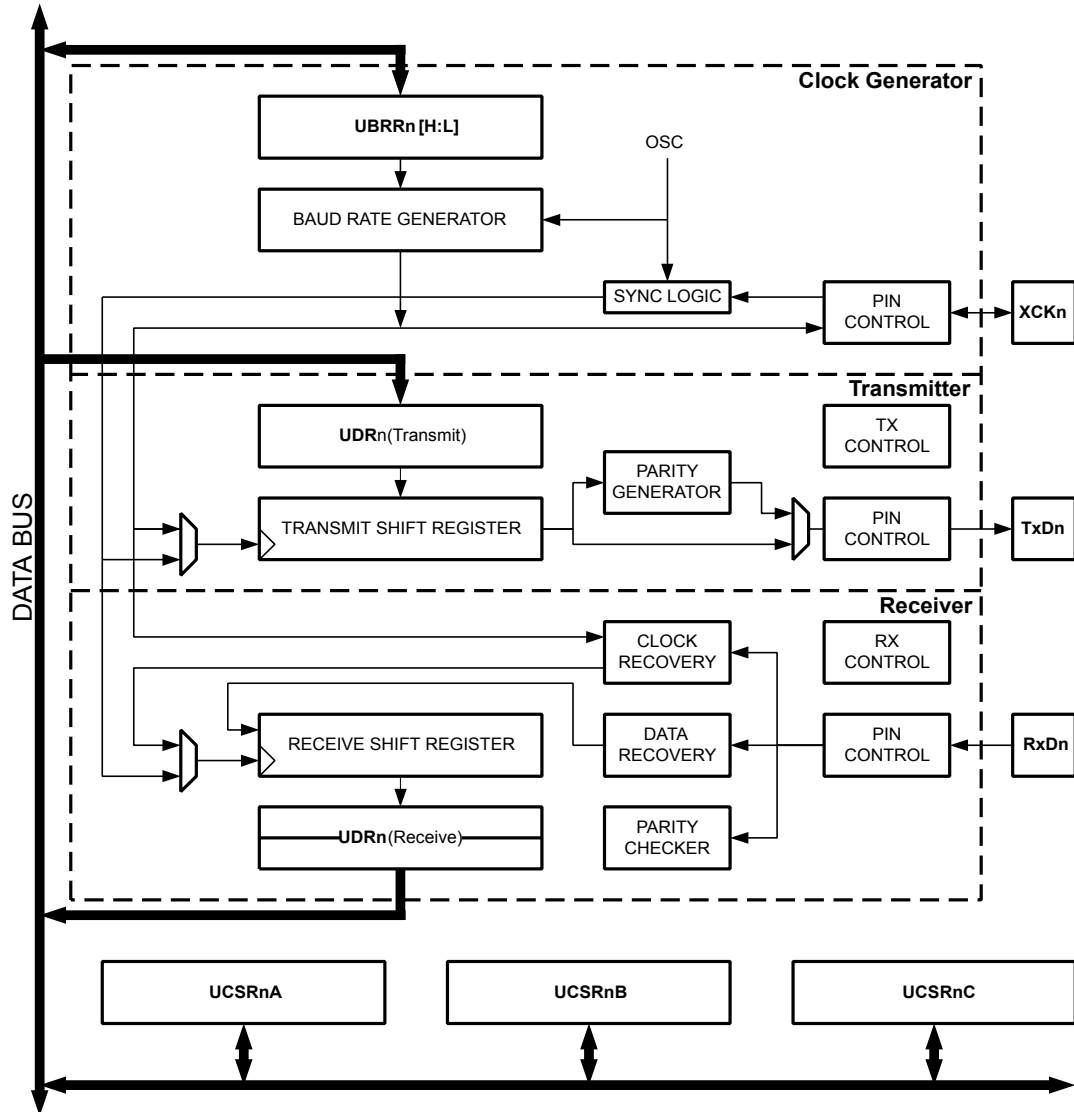 Clock Generator
UBRRn [H:L]
OSC
BAUD RATE GENERATOR
SYNC LOGIC
PIN
CONTROL
XCKn
Transmitter
UDRn(Transmit)
TX
CONTROL
PARITY
GENERATOR
TRANSMIT SHIFT REGISTER
PIN
CONTROL
TxDn
DATA BUS
Receiver
CLOCK
RECOVERY
RX
CONTROL
RECEIVE SHIFT REGISTER
DATA
RECOVERY
PIN
CONTROL
RxDn
UDRn(Receive)
PARITY
CHECKER
UCSRnA
UCSRnB
UCSRnC